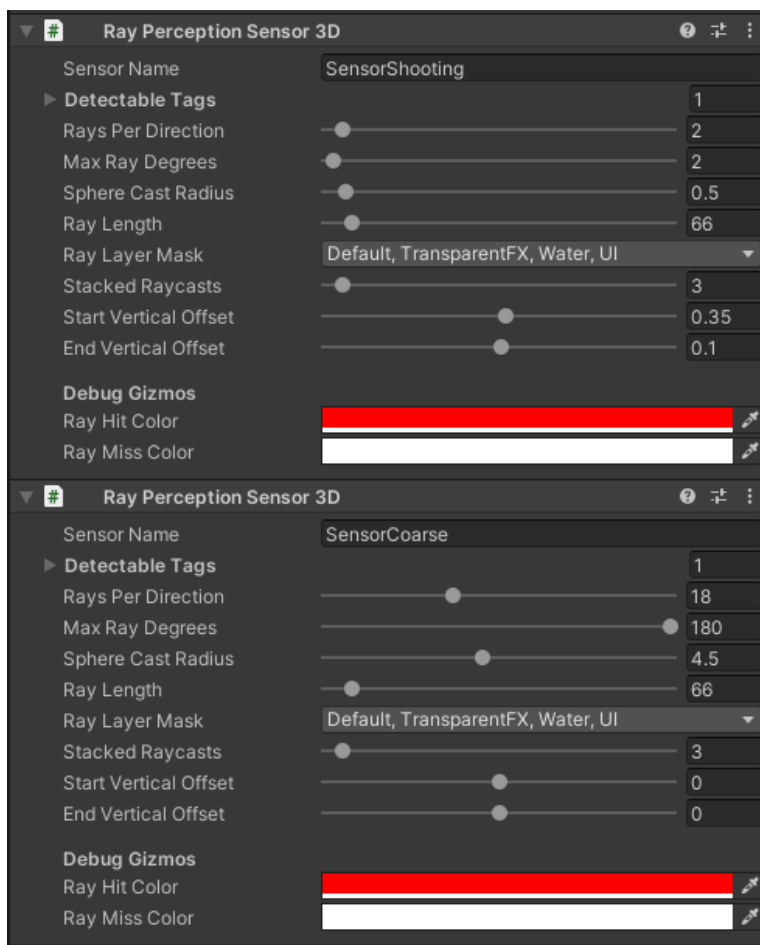 # Ray Perception Sensor 3D
Sensor Name SensorShooting
Detectable Tags 1
Rays Per Direction 2
Max Ray Degrees 2
Sphere Cast Radius 0.5
Ray Length 66
Ray Layer Mask Default, TransparentFX, Water, UI
Stacked Raycasts 3
Start Vertical Offset 0.35
End Vertical Offset 0.1
Debug Gizmos
Ray Hit Color
Ray Miss Color
# Ray Perception Sensor 3D
Sensor Name SensorCoarse
Detectable Tags 1
Rays Per Direction 18
Max Ray Degrees 180
Sphere Cast Radius 4.5
Ray Length 66
Ray Layer Mask Default, TransparentFX, Water, UI
Stacked Raycasts 3
Start Vertical Offset 0
End Vertical Offset 0
Debug Gizmos
Ray Hit Color
Ray Miss Color